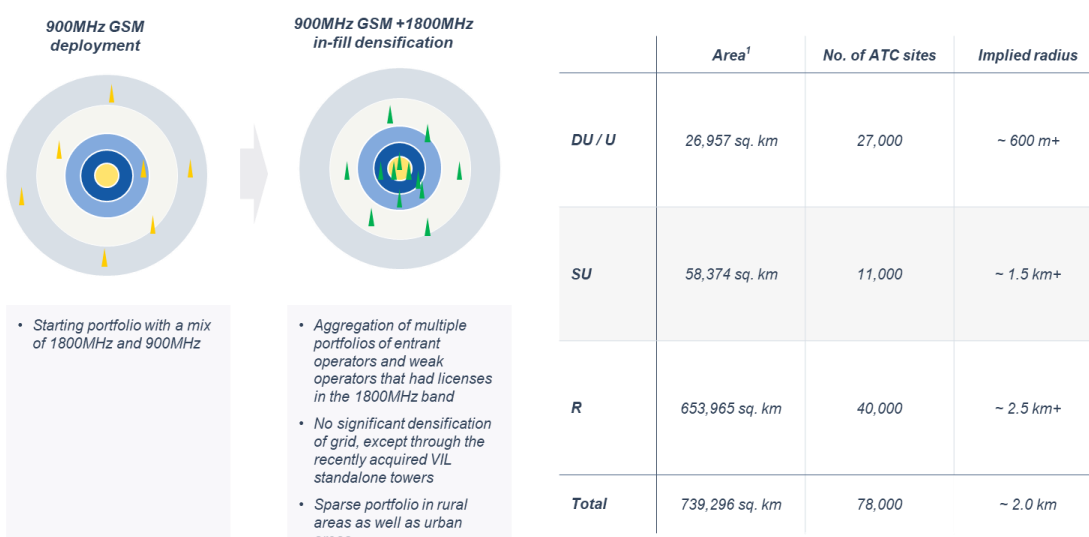 900MHz GSM
deployment
900MHz GSM +1800MHz
in-fill densification
• Starting portfolio with a mix
of 1800MHz and 900MHz
• Aggregation of multiple
portfolios of entrant
operators and weak
operators that had licenses
in the 1800MHz band
• No significant densification
of grid, except through the
recently acquired VIL
standalone towers
• Sparse portfolio in rural
areas as well as urban
Area¹ No. of ATC sites Implied radius
DU / U 26,957 sq. km 27,000 ~ 600 m+
SU 58,374 sq. km 11,000 ~ 1.5 km+
R 653,965 sq. km 40,000 ~ 2.5 km+
Total 739,296 sq. km 78,000 ~ 2.0 km